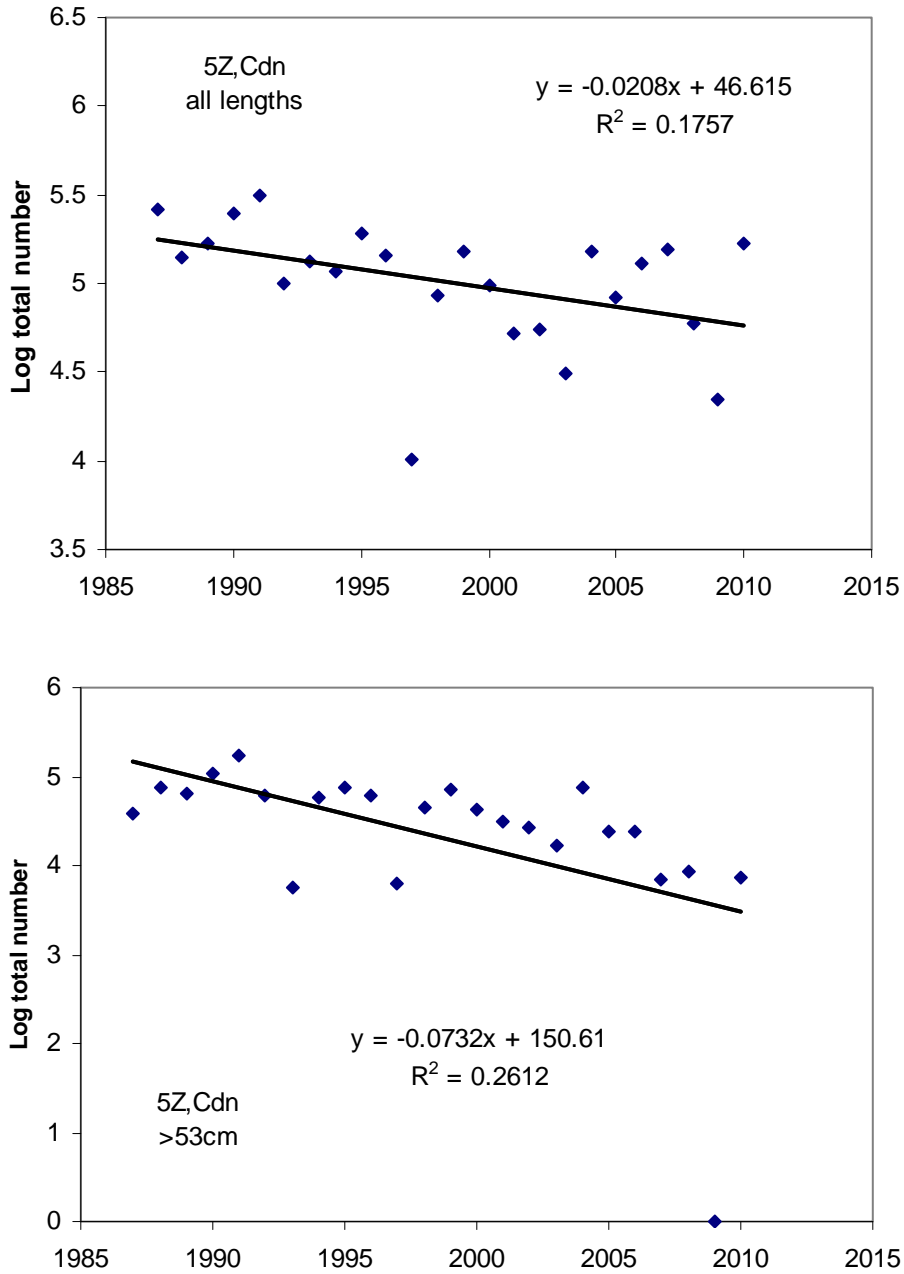 6.5
5Z,Cdn
all lengths
y = -0.0208x + 46.615
R² = 0.1757
6
5.5
5
4.5
4
3.5
Log total number
1985 1990 1995 2000 2005 2010 2015
6
5
4
3
2
1
0
Log total number
y = -0.0732x + 150.61
R² = 0.2612
5Z,Cdn
>53cm
1985 1990 1995 2000 2005 2010 2015